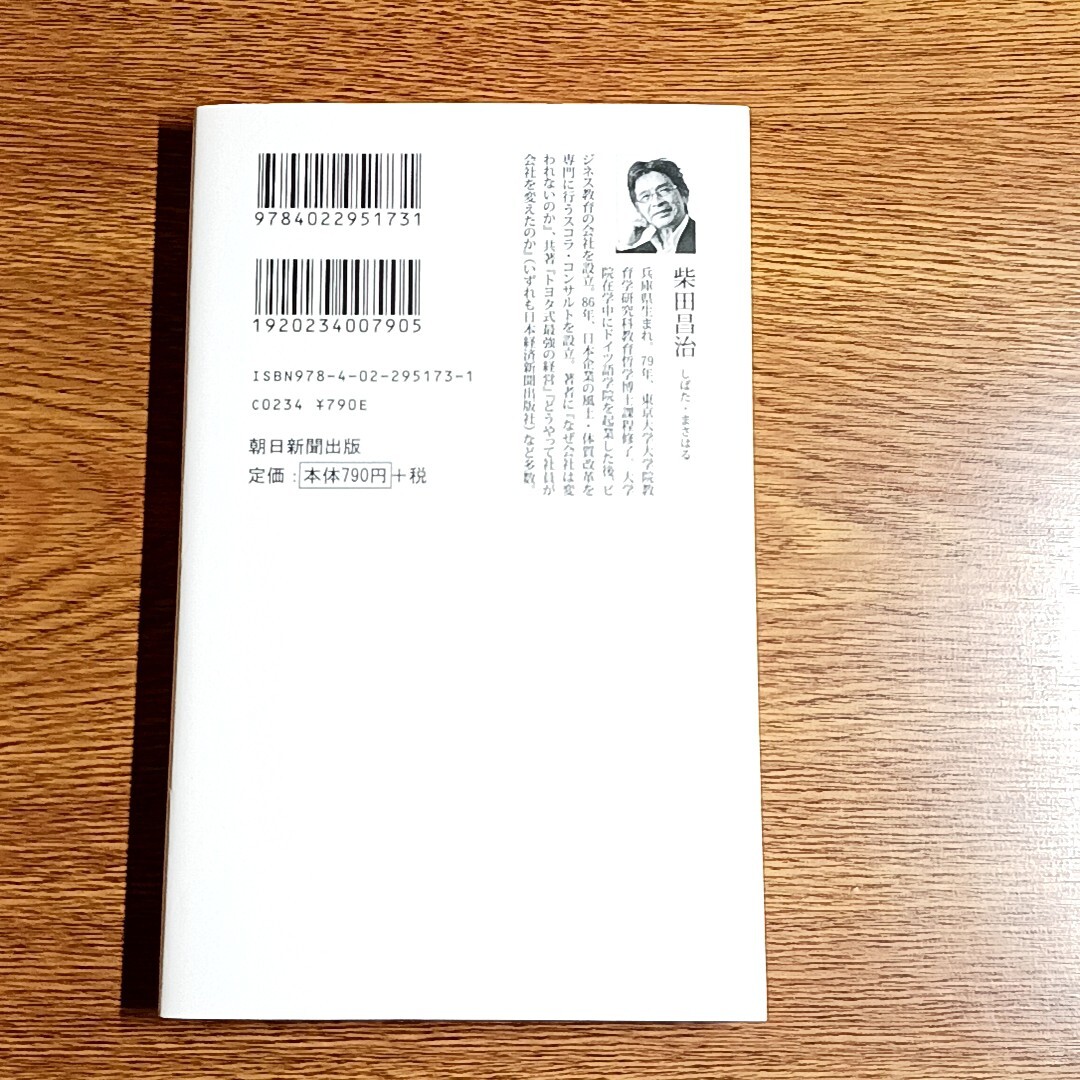 9784022951731
1920234007905
ISBN978-4-02-295173-1
C0234 ¥790E
朝日新聞出版
定価：本体790円+税
柴田昌治 しばた・まさはる
兵庫県生まれ。79年、東京大学大学院教
育学研究科教育哲学博士課程修了。大学
院在学中にドイツ語学院を起業した後、ビ
ジネス教育の会社を設立。86年、日本企業の風土・体質改革を
専門に行うスコラ・コンサルトを設立。著者に『なぜ会社は変
われないのか』、共著『トヨタ式最強の経営』『どうやって社員が
会社を変えたのか』（いずれも日本経済新聞出版社）など多数。